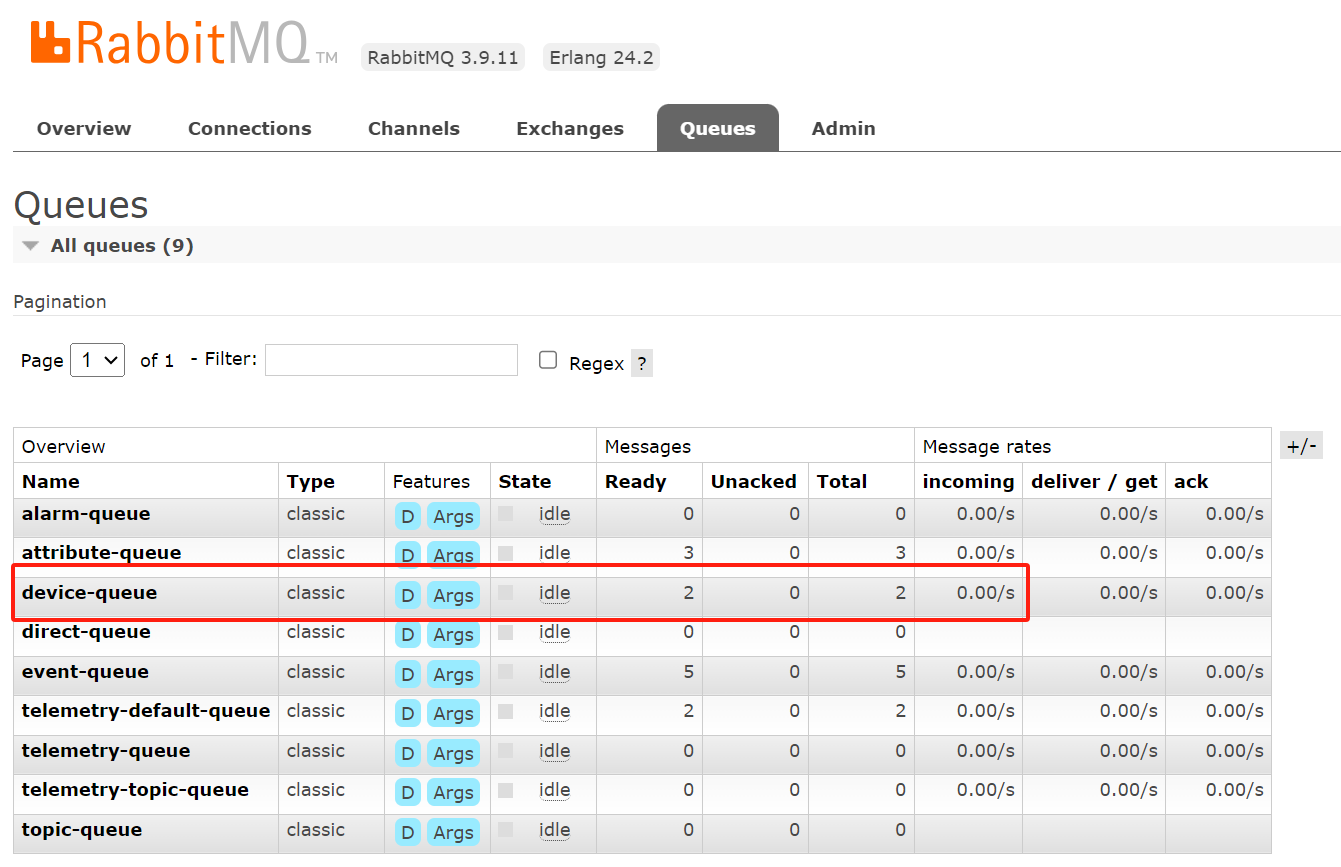 RabbitMQ TM RabbitMQ 3.9.11 Erlang 24.2
Overview Connections Channels Exchanges Queues Admin
Queues
All queues (9)
Pagination
Page 1 of 1 - Filter: Regex ?
Overview Messages Message rates +/-
Name Type Features State Ready Unacked Total incoming deliver / get ack
alarm-queue classic D Args idle 0 0 0 0.00/s 0.00/s 0.00/s
attribute-queue classic D Args idle 3 0 3 0.00/s 0.00/s 0.00/s
device-queue classic D Args idle 2 0 2 0.00/s 0.00/s 0.00/s
direct-queue classic D Args idle 0 0 0
event-queue classic D Args idle 5 0 5 0.00/s 0.00/s 0.00/s
telemetry-default-queue classic D Args idle 2 0 2 0.00/s 0.00/s 0.00/s
telemetry-queue classic D Args idle 0 0 0 0.00/s 0.00/s 0.00/s
telemetry-topic-queue classic D Args idle 0 0 0 0.00/s 0.00/s 0.00/s
topic-queue classic D Args idle 0 0 0